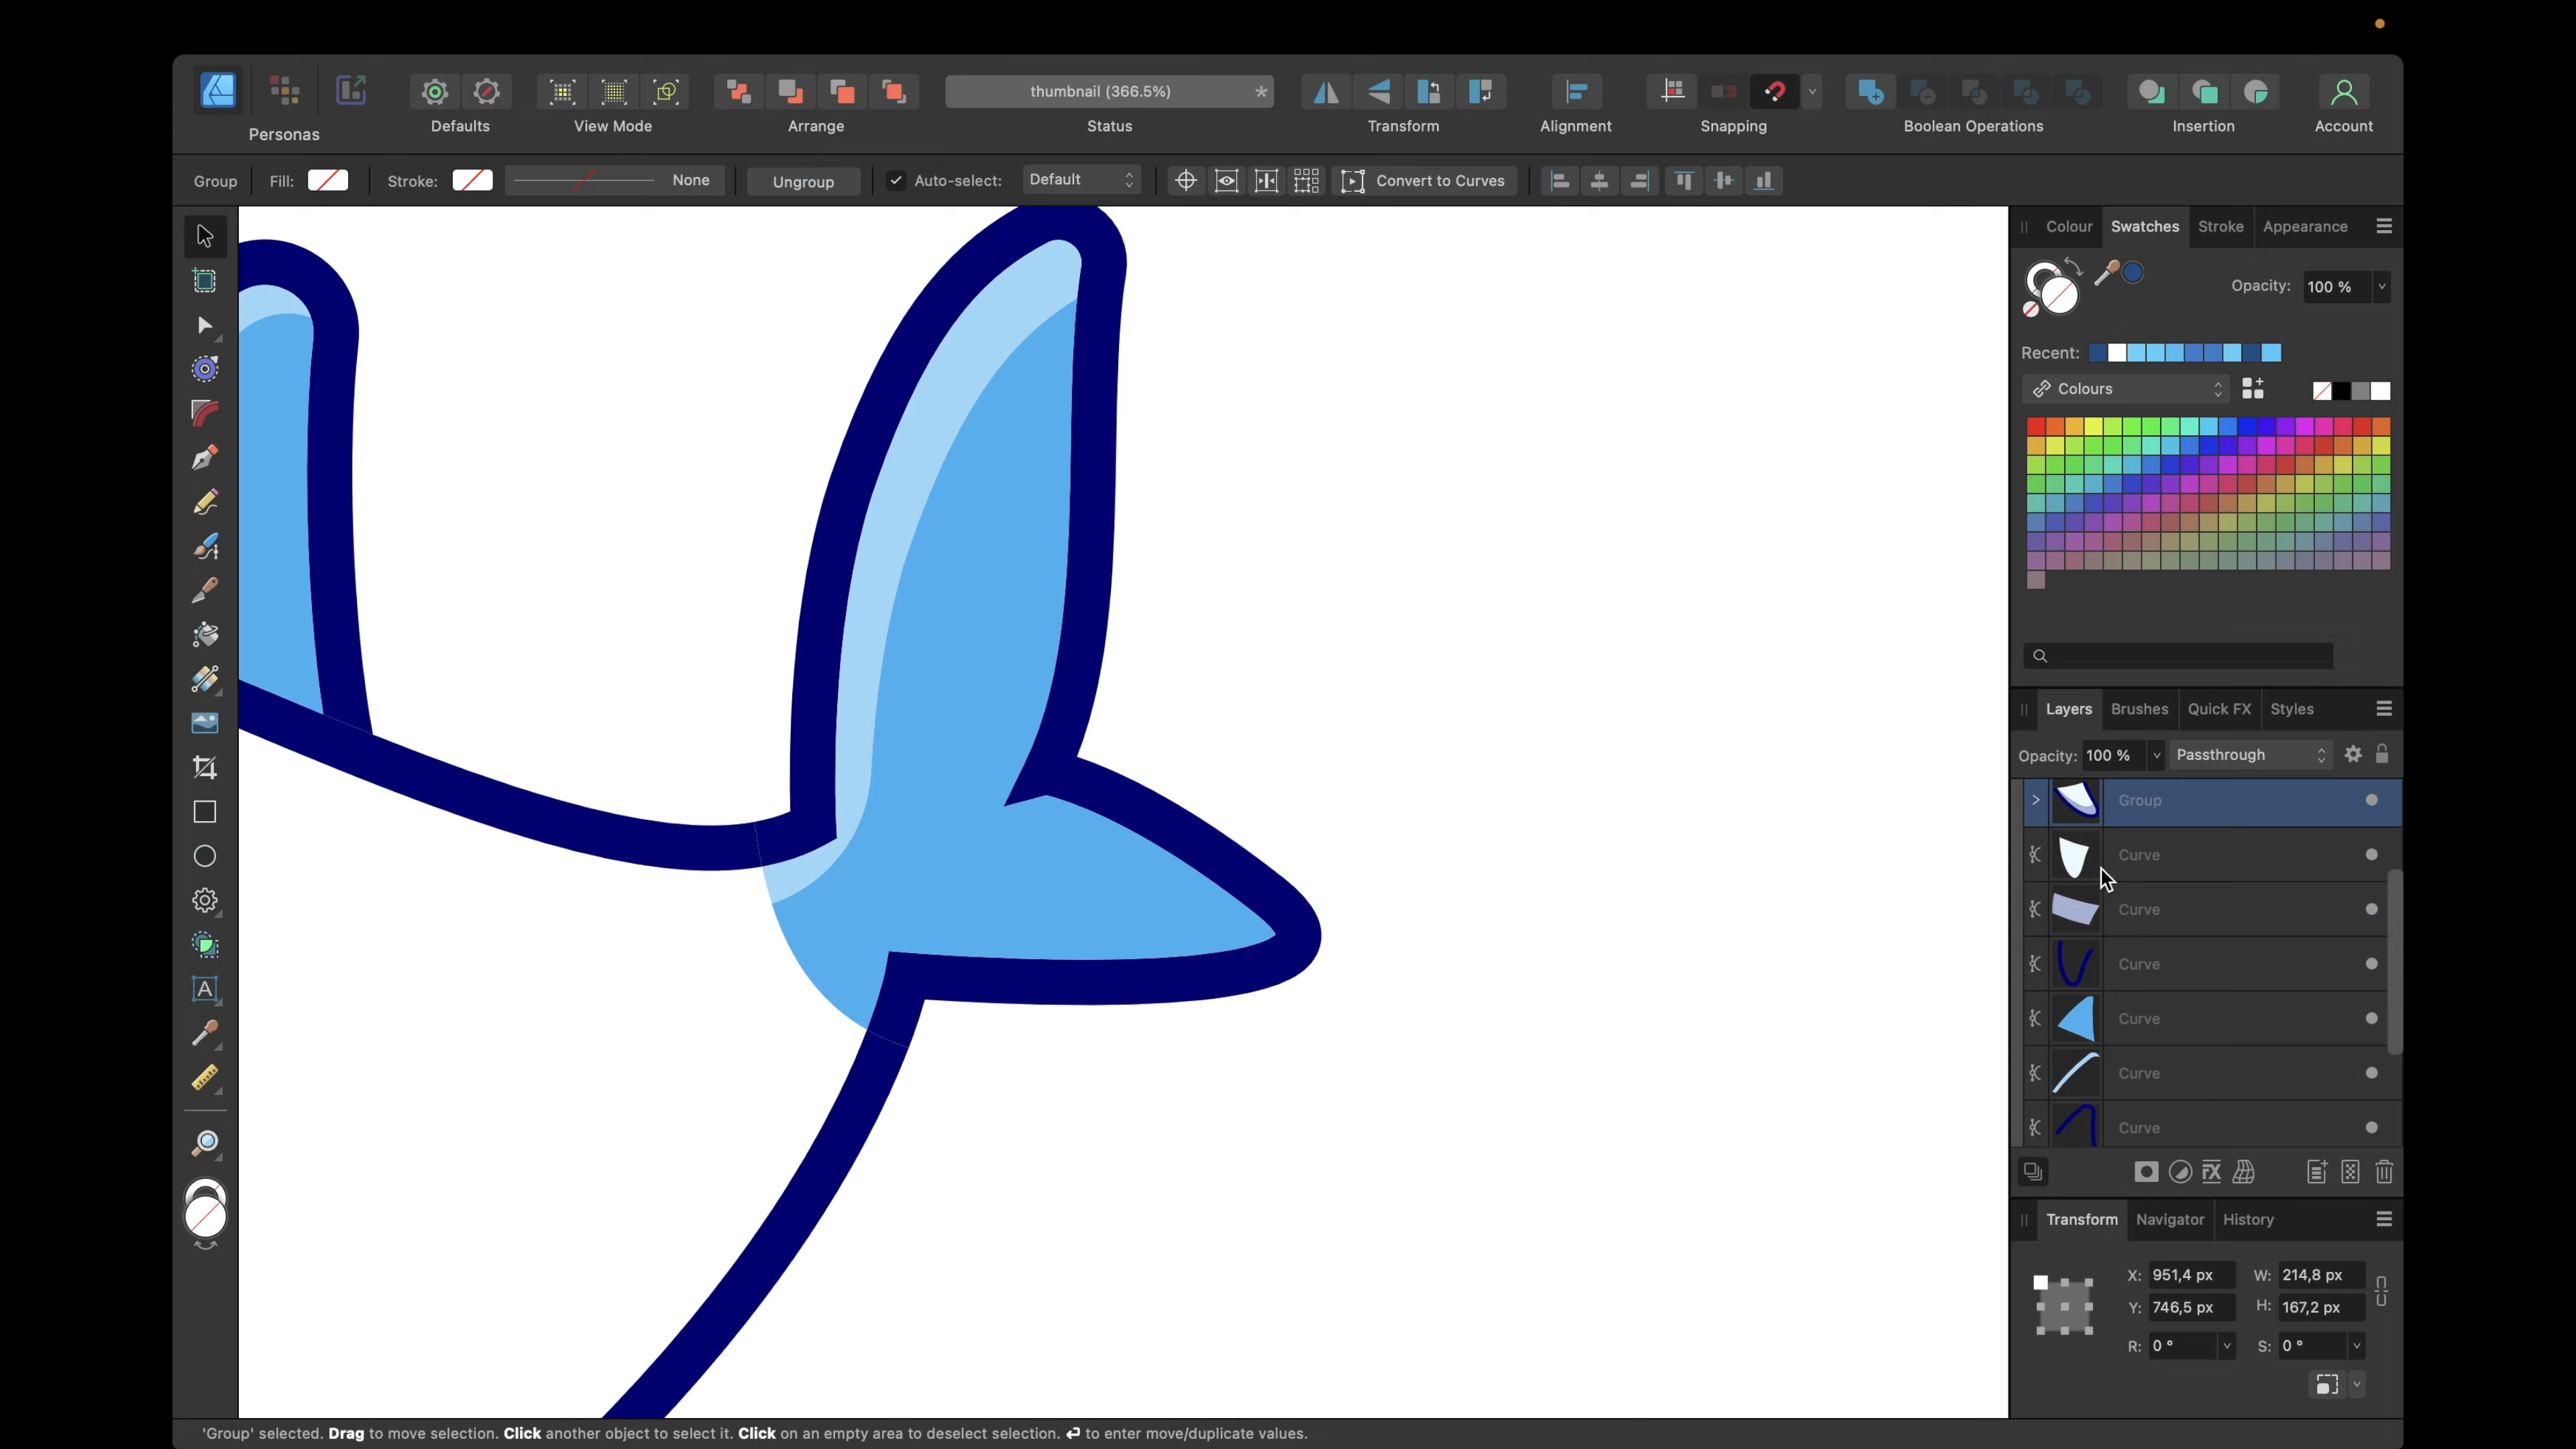 thumbnail (366.5%) *
Personas Defaults View Mode Arrange Status Transform Alignment Snapping Boolean Operations Insertion Account
Group Fill: Stroke: None Ungroup Auto-select: Default Convert to Curves
Colour Swatches Stroke Appearance
Opacity: 100 %
Recent:
Colours
A
Layers Brushes Quick FX Styles
Opacity: 100 % Passthrough
Group
Curve
Curve
Curve
Curve
Curve
Curve
FX
Transform Navigator History
X: 951,4 px W: 214,8 px
Y: 746,5 px H: 167,2 px
R: 0 ° S: 0 °
'Group' selected. Drag to move selection. Click another object to select it. Click on an empty area to deselect selection. ↩ to enter move/duplicate values.